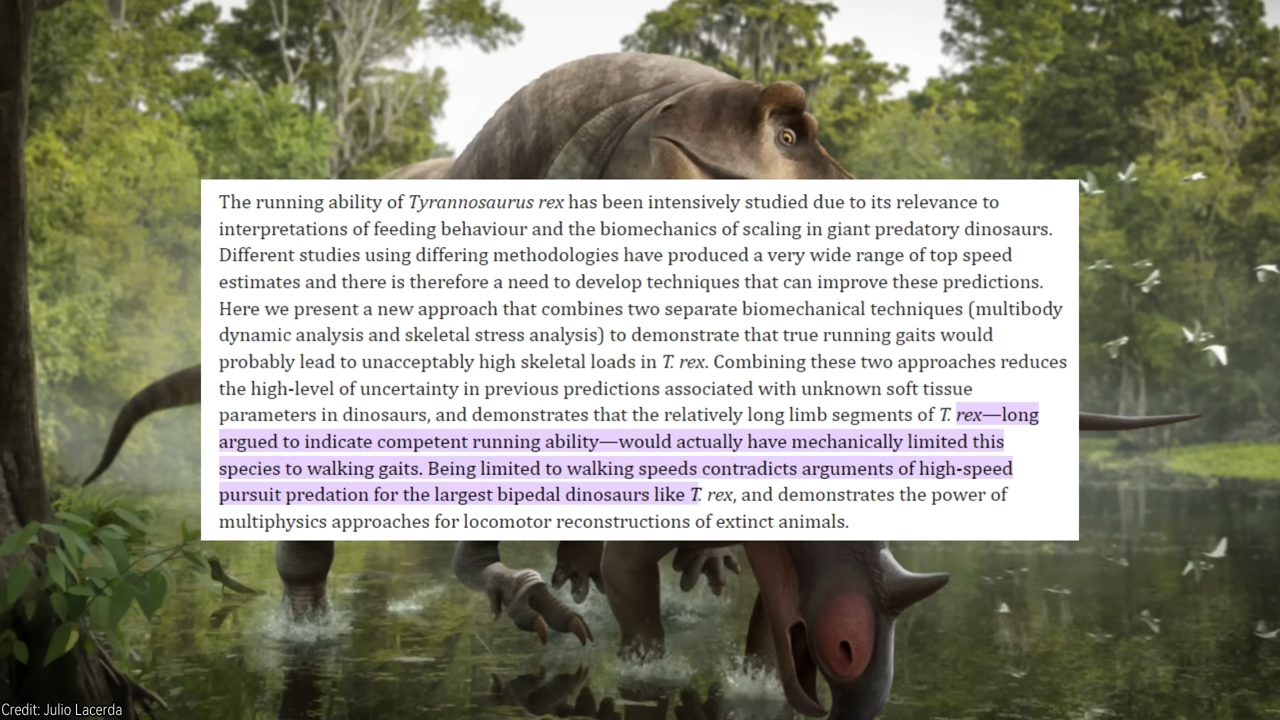 The running ability of Tyrannosaurus rex has been intensively studied due to its relevance to
interpretations of feeding behaviour and the biomechanics of scaling in giant predatory dinosaurs.
Different studies using differing methodologies have produced a very wide range of top speed
estimates and there is therefore a need to develop techniques that can improve these predictions.
Here we present a new approach that combines two separate biomechanical techniques (multibody
dynamic analysis and skeletal stress analysis) to demonstrate that true running gaits would
probably lead to unacceptably high skeletal loads in T. rex. Combining these two approaches reduces
the high-level of uncertainty in previous predictions associated with unknown soft tissue
parameters in dinosaurs, and demonstrates that the relatively long limb segments of T. rex—long
argued to indicate competent running ability—would actually have mechanically limited this
species to walking gaits. Being limited to walking speeds contradicts arguments of high-speed
pursuit predation for the largest bipedal dinosaurs like T. rex, and demonstrates the power of
multiphysics approaches for locomotor reconstructions of extinct animals.
Credit: Julio Lacerda